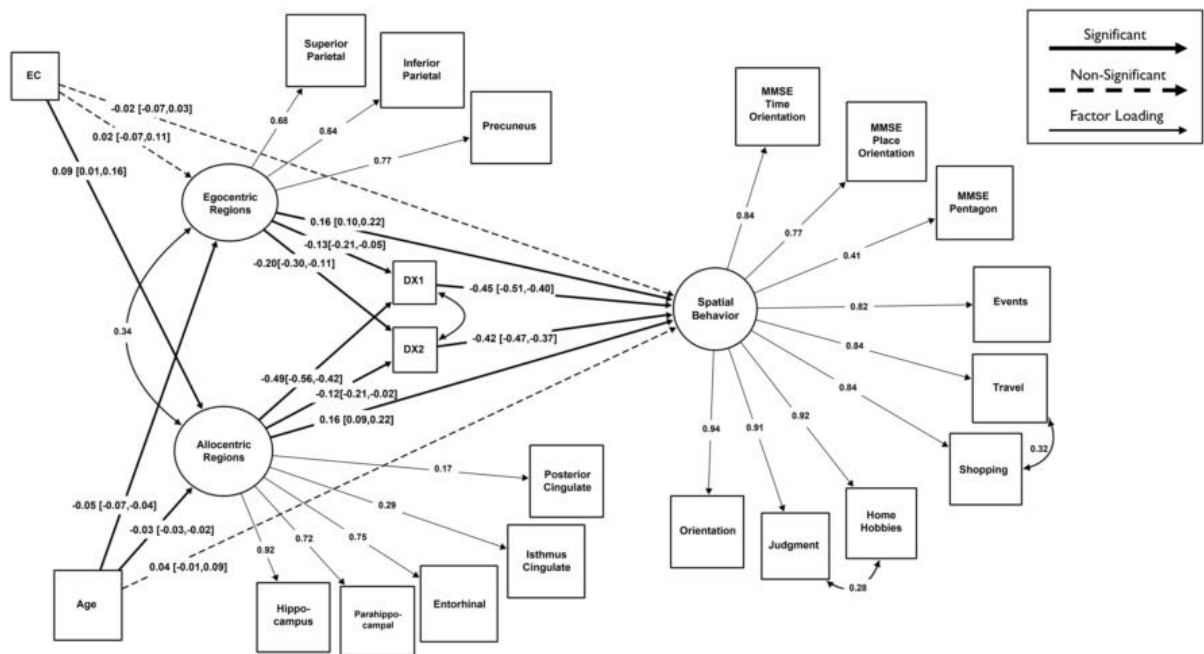 EC
Superior
Parietal
Inferior
Parietal
Precuneus
MMSE
Time
Orientation
MMSE
Place
Orientation
MMSE
Pentagon
Significant
Non-Significant
Factor Loading
-0.02 [-0.07,0.03]
0.02 [-0.07,0.11]
0.09 [0.01,0.16]
0.68
0.64
0.77
Egocentric
Regions
0.16 [0.10,0.22]
-0.13[-0.21,-0.05]
-0.20[-0.30,-0.11]
DX1
-0.45 [-0.51,-0.40]
DX2
-0.42 [-0.47,-0.37]
0.34
-0.49[-0.56,-0.42]
-0.12[-0.21,-0.02]
0.16 [0.09,0.22]
Spatial
Behavior
0.84
0.77
0.41
0.82
0.84
0.84
0.92
0.91
0.94
Events
Travel
0.32
Shopping
Home
Hobbies
0.28
Judgment
Orientation
Allocentric
Regions
0.17
0.29
0.75
0.72
0.92
Posterior
Cingulate
Isthmus
Cingulate
Entorhinal
Parahippo-
campal
Hippo-
campus
-0.05 [-0.07,-0.04]
-0.03 [-0.03,-0.02]
0.04 [-0.01,0.09]
Age